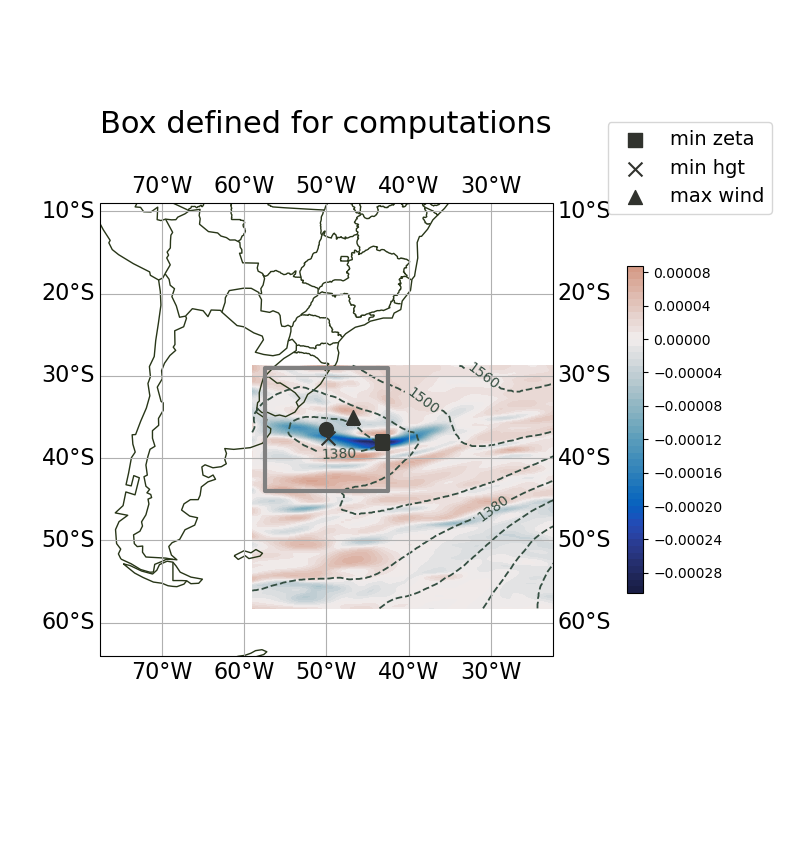 Box defined for computations
min zeta
min hgt
max wind
70°W 60°W 50°W 40°W 30°W
10°S 10°S
20°S 20°S
30°S 30°S
40°S 40°S
50°S 50°S
60°S 60°S
1560
1500
1380
1380
70°W 60°W 50°W 40°W 30°W
0.00008
0.00004
0.00000
−0.00004
−0.00008
−0.00012
−0.00016
−0.00020
−0.00024
−0.00028